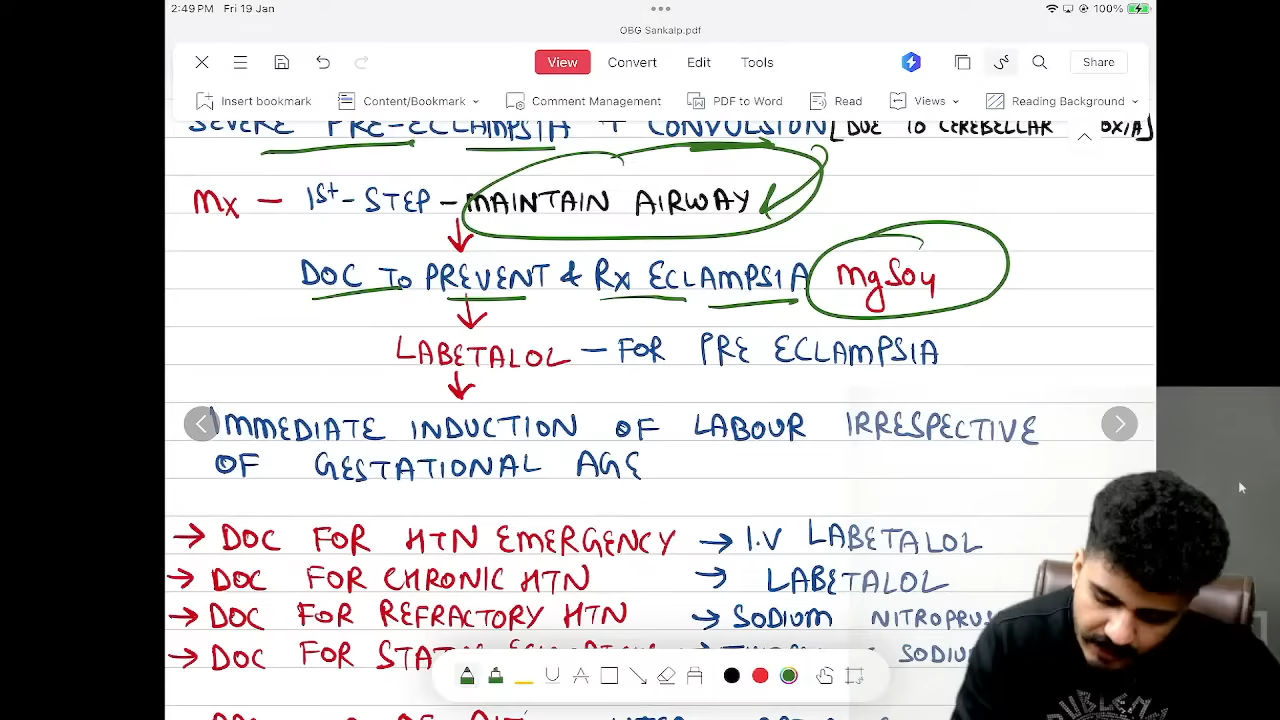 2:49 PM Fri 19 Jan
100%
OBG Sankalp.pdf
View Convert Edit Tools Share
Insert bookmark Content/Bookmark Comment Management PDF to Word Read Views Reading Background
SEVERE PRE-ECLAMPSIA + CONVULSION [DUE TO CEREBELLAR
Mx - 1st-STEP - MAINTAIN AIRWAY
DOC TO PREVENT & Rx ECLAMPSIA MgSO4
LABETALOL - FOR PRE ECLAMPSIA
IMMEDIATE INDUCTION OF LABOUR IRRESPECTIVE
OF GESTATIONAL AGE
→ DOC FOR HTN EMERGENCY → I.V LABETALOL
→ DOC FOR CHRONIC HTN → LABETALOL
→ DOC FOR REFRACTORY HTN → SODIUM NITROPRUS
→ DOC FOR SODIU